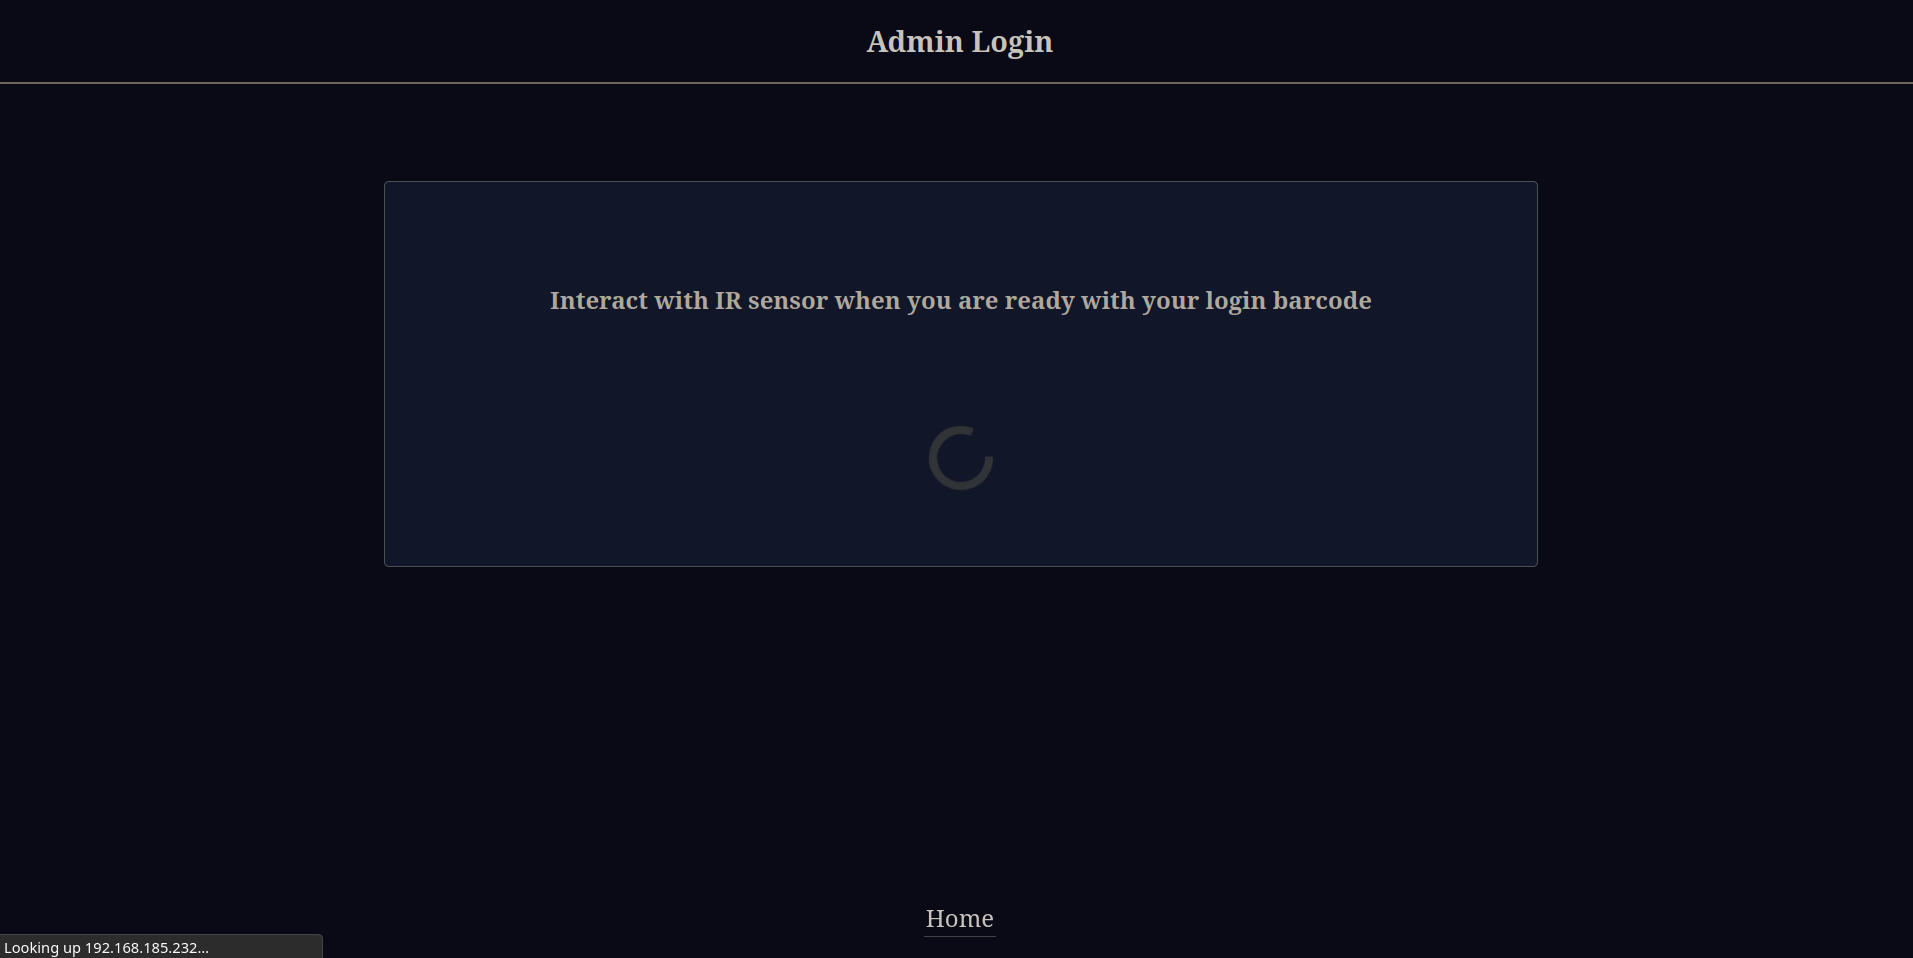 Admin Login
Interact with IR sensor when you are ready with your login barcode
Home
Looking up 192.168.185.232...